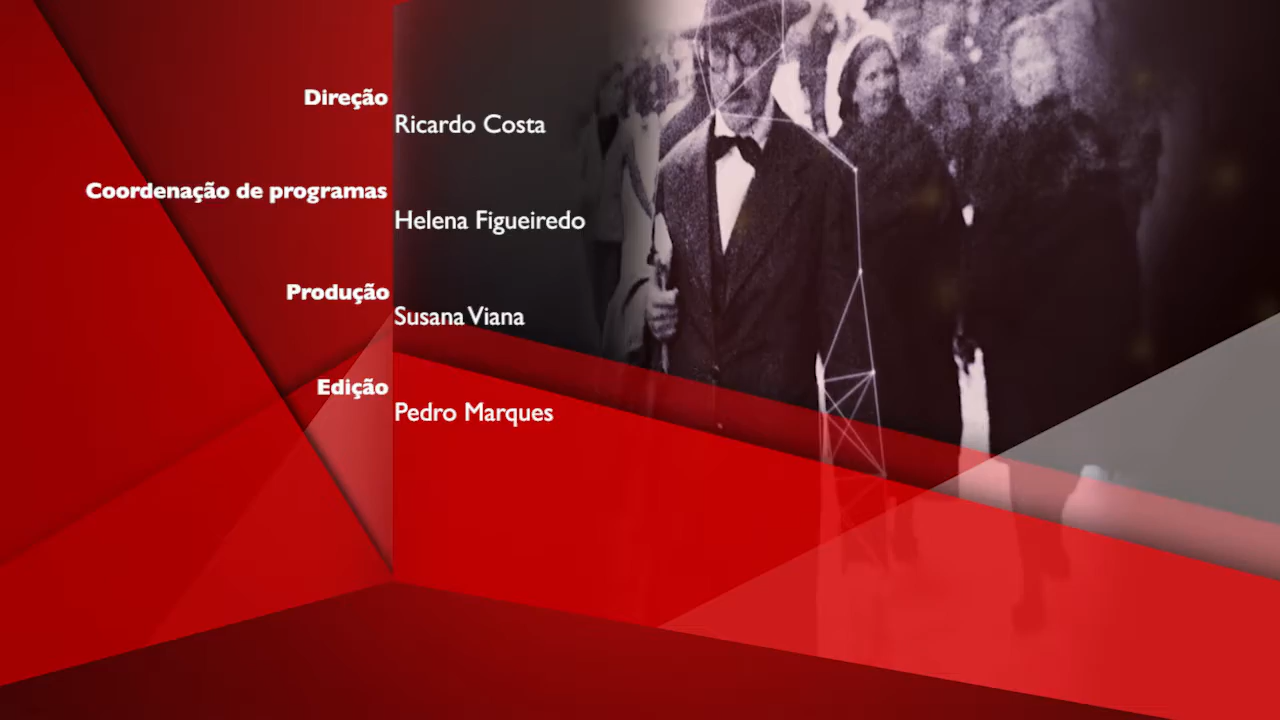 Direção
Ricardo Costa
Coordenação de programas
Helena Figueiredo
Produção
Susana Viana
Edição
Pedro Marques